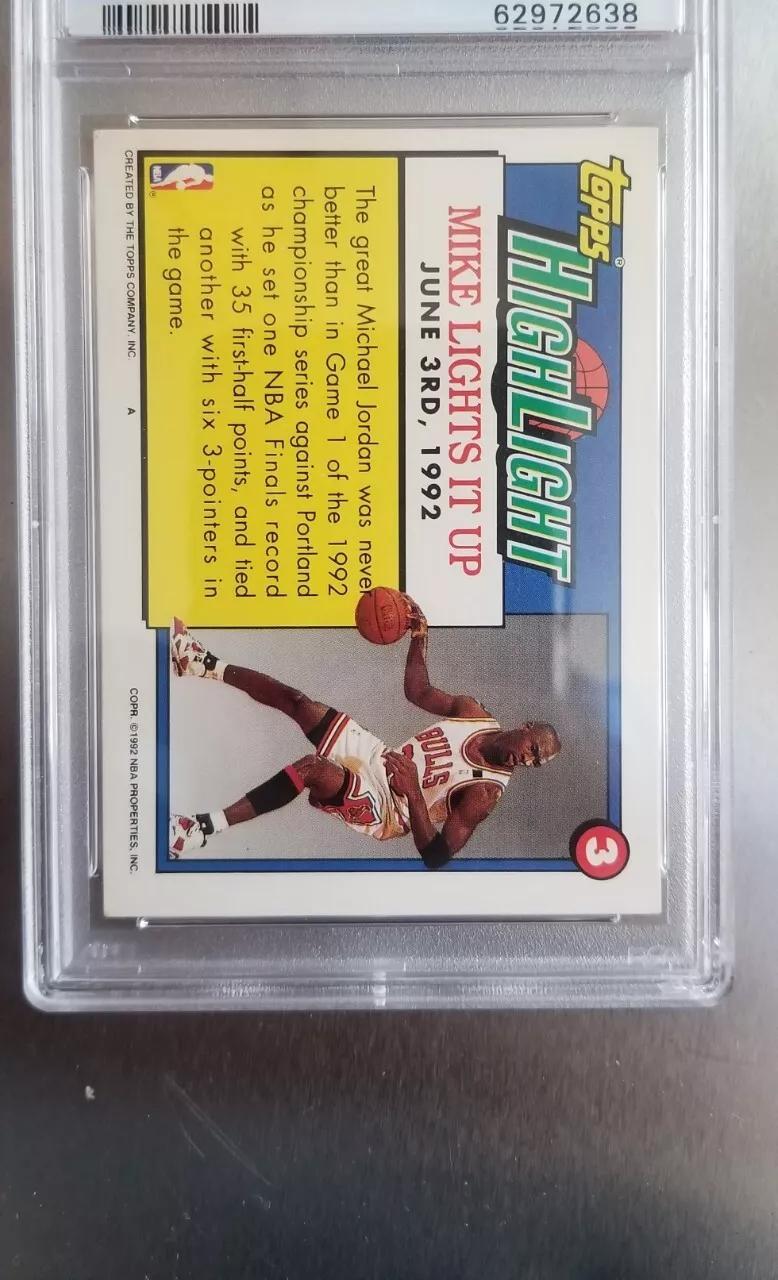 62972638
TOPPS®
HIGHLIGHT
3
MIKE LIGHTS IT UP
JUNE 3RD, 1992
The great Michael Jordan was never
better than in Game 1 of the 1992
championship series against Portland
as he set one NBA Finals record
with 35 first-half points, and tied
another with six 3-pointers in
the game.
BULLS
NBA ®
CREATED BY THE TOPPS COMPANY, INC. A COPR. ©1992 NBA PROPERTIES, INC.